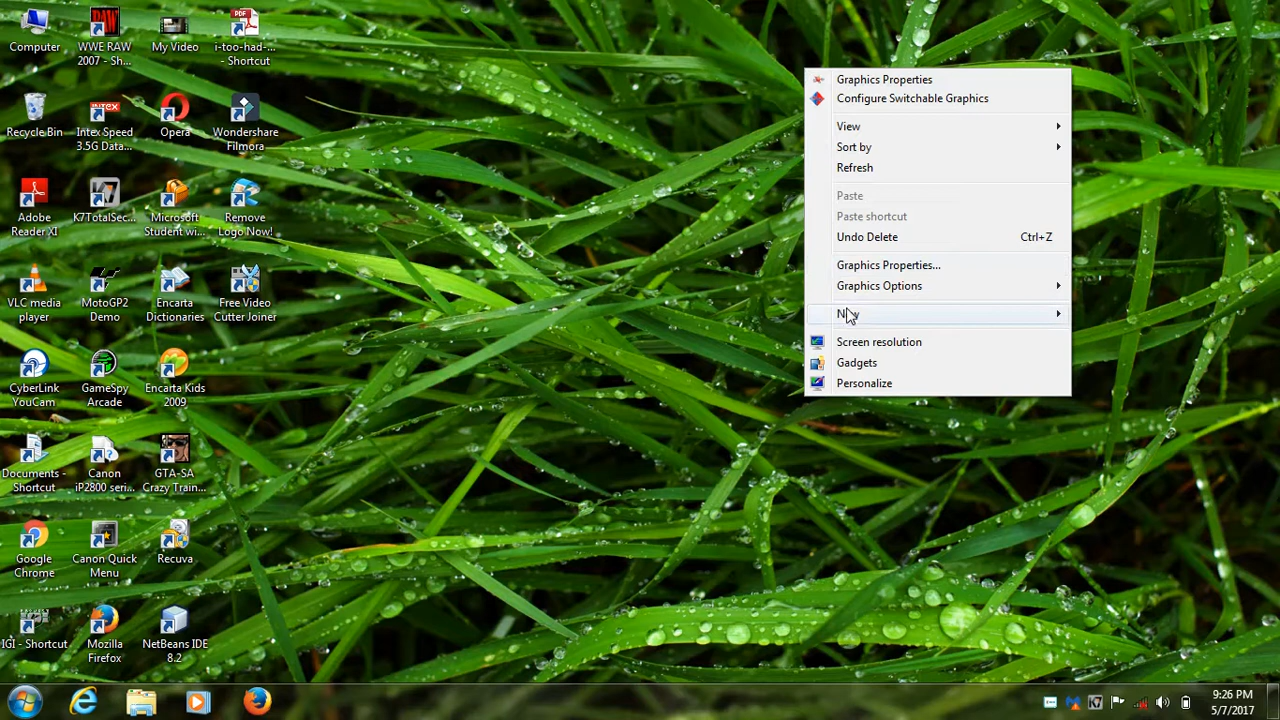 Computer
WWE RAW
2007 - Sh...
My Video
PDF
i-too-had-...
- Shortcut
Recycle Bin
INTEX
Intex Speed
3.5G Data...
Opera
Wondershare
Filmora
Adobe
Reader XI
K7TotalSec...
Microsoft
Student wi...
Remove
Logo Now!
VLC media
player
MotoGP2
Demo
Encarta
Dictionaries
Free Video
Cutter Joiner
CyberLink
YouCam
GameSpy
Arcade
Encarta Kids
2009
Documents -
Shortcut
Canon
iP2800 seri...
GTA-SA
Crazy Train...
Google
Chrome
Canon Quick
Menu
Recuva
IGI - Shortcut
Mozilla
Firefox
NetBeans IDE
8.2
Graphics Properties
Configure Switchable Graphics
View
Sort by
Refresh
Paste
Paste shortcut
Undo Delete Ctrl+Z
Graphics Properties...
Graphics Options
Screen resolution
Gadgets
Personalize
9:26 PM
5/7/2017